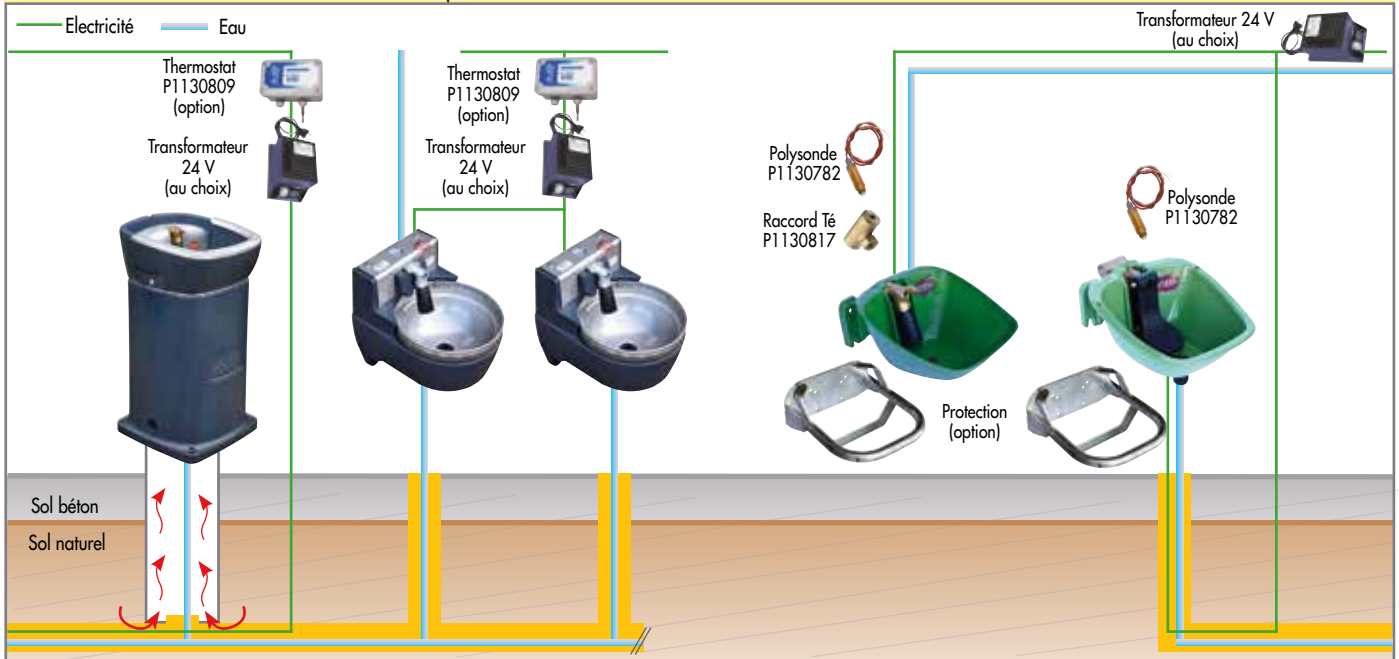 Electricité
Eau
Transformateur 24 V
(au choix)
Thermostat
P1130809
(option)
Thermostat
P1130809
(option)
Transformateur
24 V
(au choix)
Transformateur
24 V
(au choix)
Polysonde
P1130782
Raccord Té
P1130817
Polysonde
P1130782
Protection
(option)
Sol béton
Sol naturel